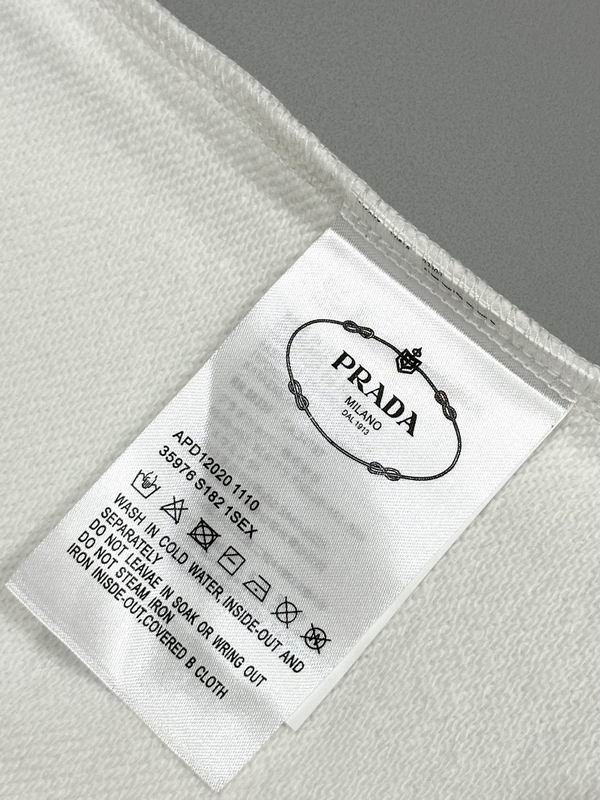 PRADA
MILANO
DAL 1913
APD12020 1110
35976 S182 1SEX
WASH IN COLD WATER, INSIDE-OUT AND
SEPARATELY
DO NOT LEAVAE IN SOAK OR WRING OUT
DO NOT STEAM IRON
IRON INISDE-OUT,COVERED B CLOTH